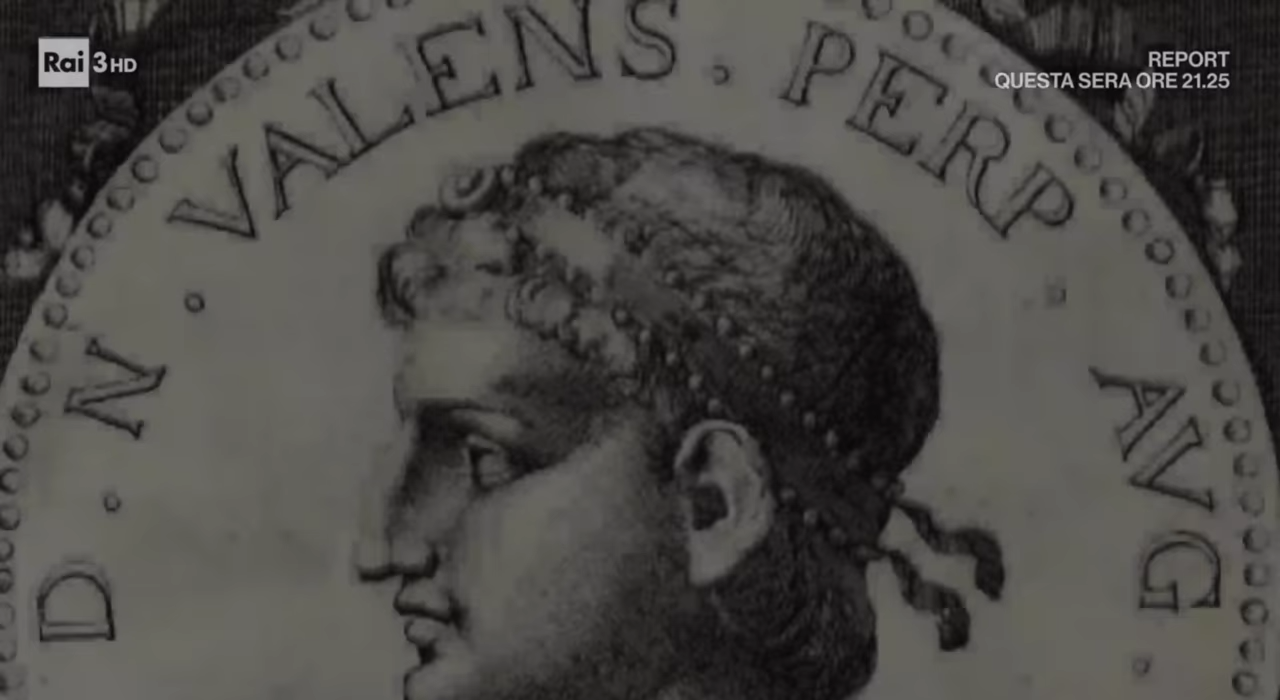 Rai 3 HD
REPORT
QUESTA SERA ORE 21.25
D · N · VALENS · PERP · AVG ·